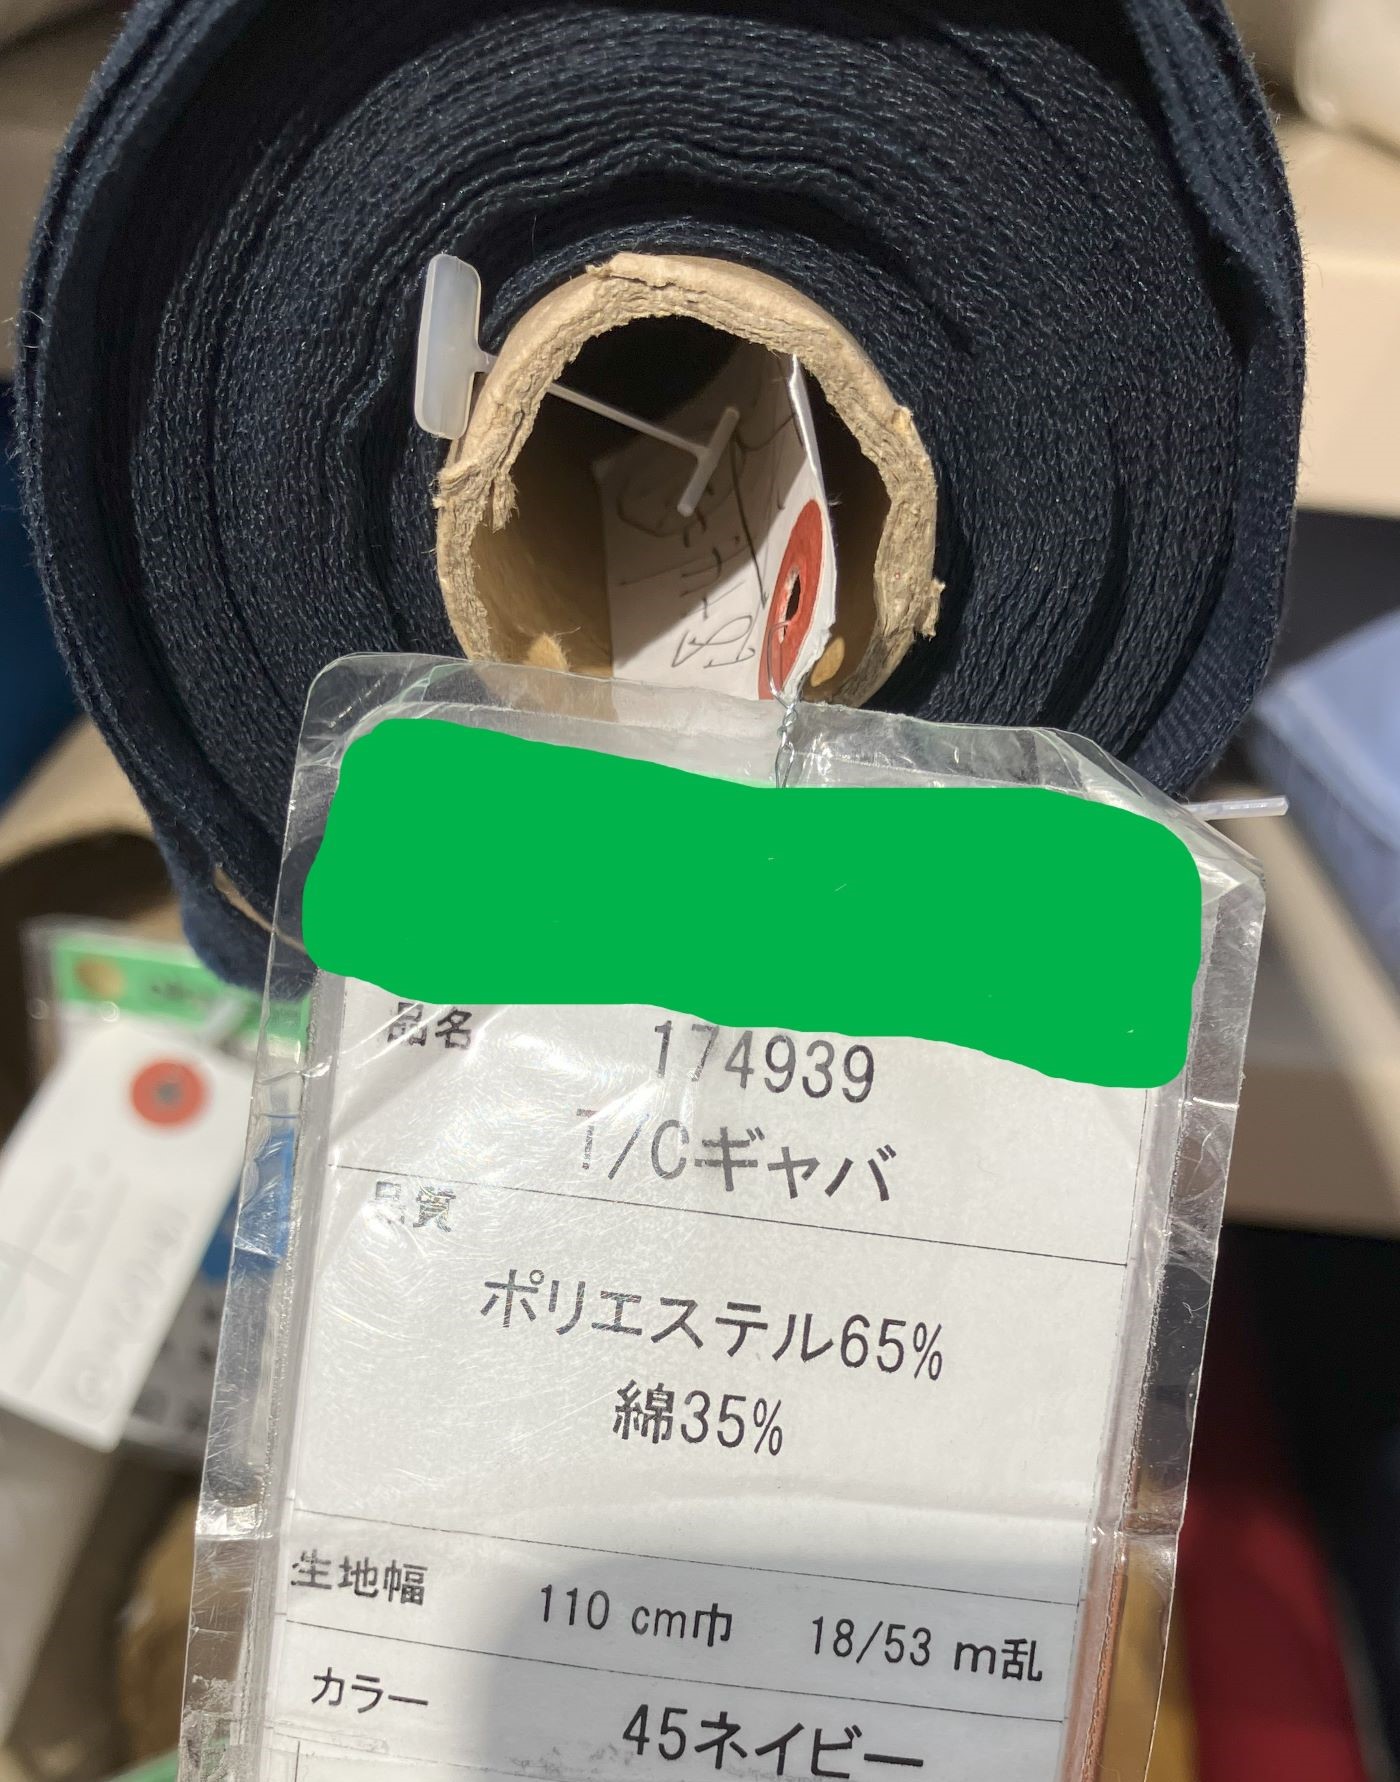 品名
174939
T/Cギャバ
品質
ポリエステル65%
綿35%
生地幅 110 cm巾 18/53 m乱
カラー 45ネイビー